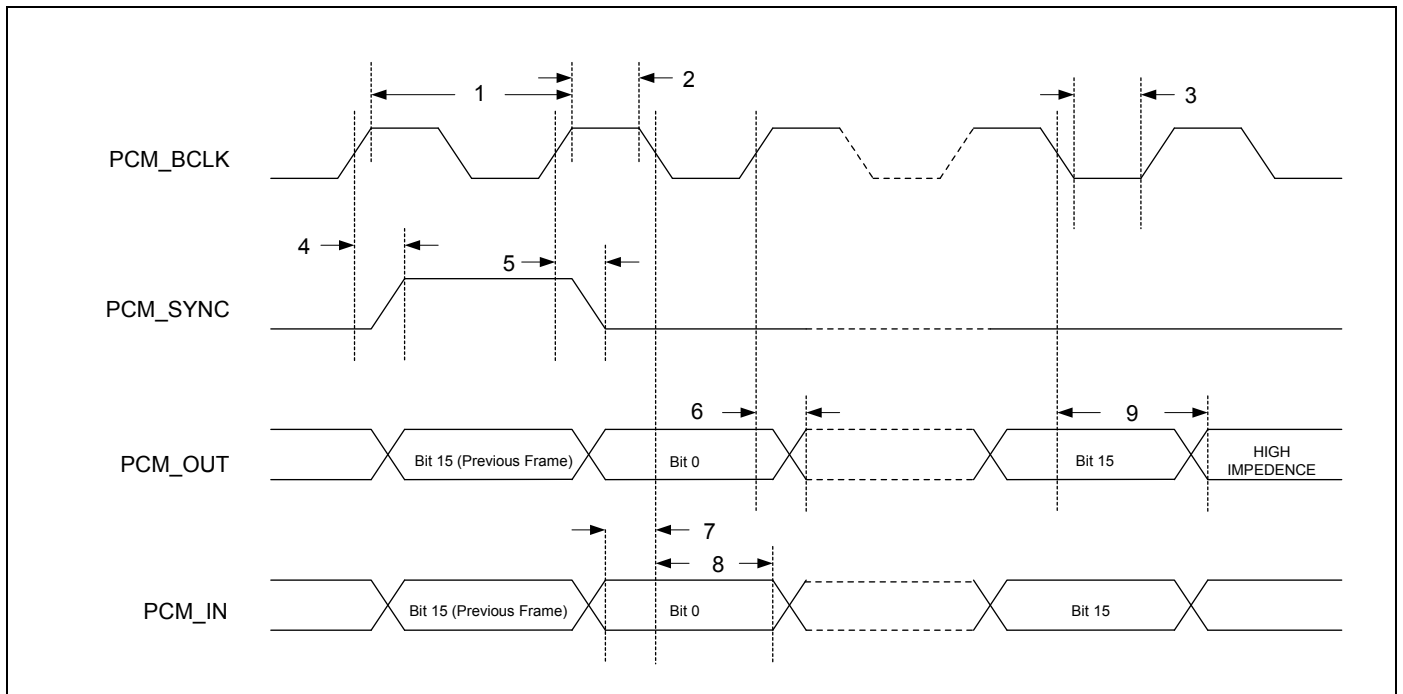 1
2
3
PCM_BCLK
4
5
PCM_SYNC
6
9
PCM_OUT
Bit 15 (Previous Frame)
Bit 0
Bit 15
HIGH
IMPEDENCE
7
8
PCM_IN
Bit 15 (Previous Frame)
Bit 0
Bit 15